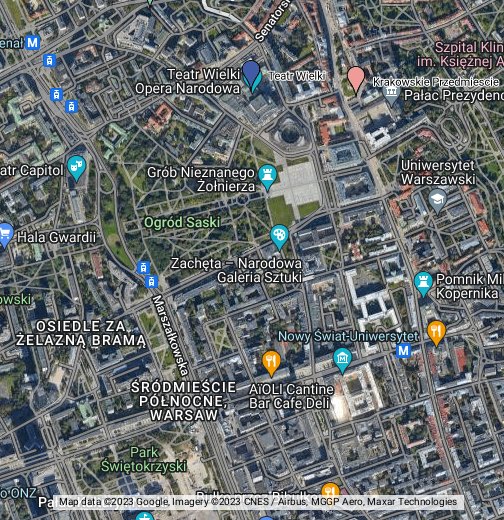 Senatorska
Szpital Klin
im. Księżnej A
Teatr Wielki
Opera Narodowa
Teatr Wielki
Krakowskie Przedmieście
Pałac Prezydenc
Grób Nieznanego
Żołnierza
Uniwersytet
Warszawski
atr Capitol
Ogród Saski
Hala Gwardii
Zachęta – Narodowa
Galeria Sztuki
Pomnik Mi
Kopernika
owski
Marszałkowska
OSIEDLE ZA
ŻELAZNĄ BRAMĄ
Nowy Świat-Uniwersytet
M
AïOLI Cantine
Bar Cafe Deli
ŚRÓDMIEŚCIE
PÓŁNOCNE,
WARSAW
Park
Świętokrzyski
o ONZ
Map data ©2023 Google, Imagery ©2023 CNES / Airbus, MGGP Aero, Maxar Technologies